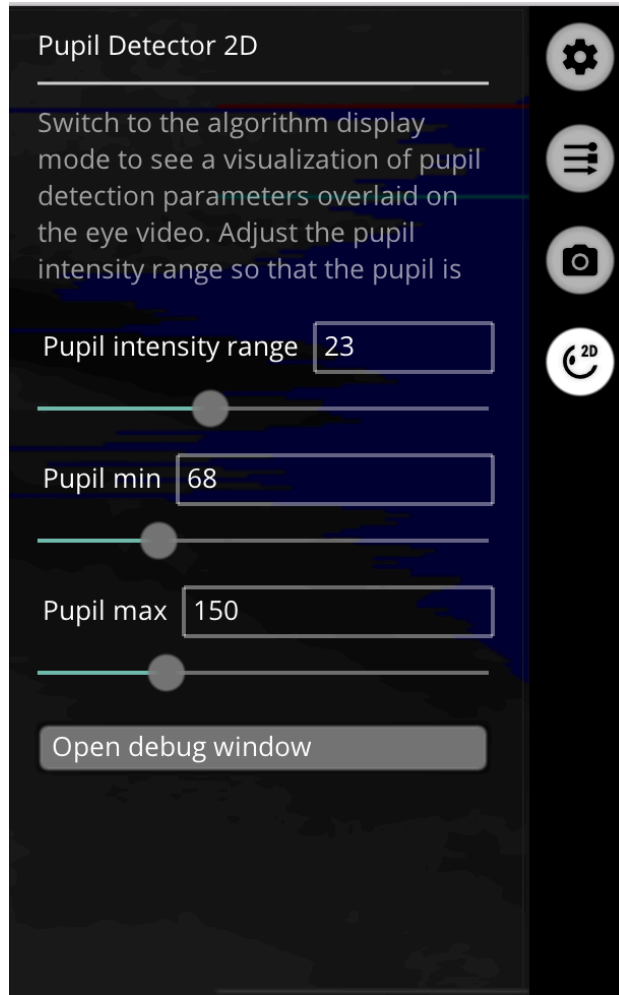 Pupil Detector 2D
Switch to the algorithm display
mode to see a visualization of pupil
detection parameters overlaid on
the eye video. Adjust the pupil
intensity range so that the pupil is
Pupil intensity range 23
Pupil min 68
Pupil max 150
Open debug window
2D